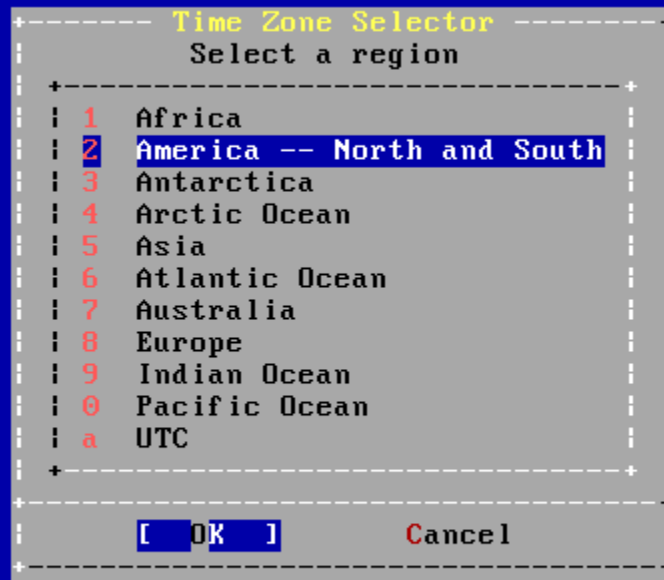 Time Zone Selector
Select a region
1 Africa
2 America -- North and South
3 Antarctica
4 Arctic Ocean
5 Asia
6 Atlantic Ocean
7 Australia
8 Europe
9 Indian Ocean
0 Pacific Ocean
a UTC
[ OK ] Cancel